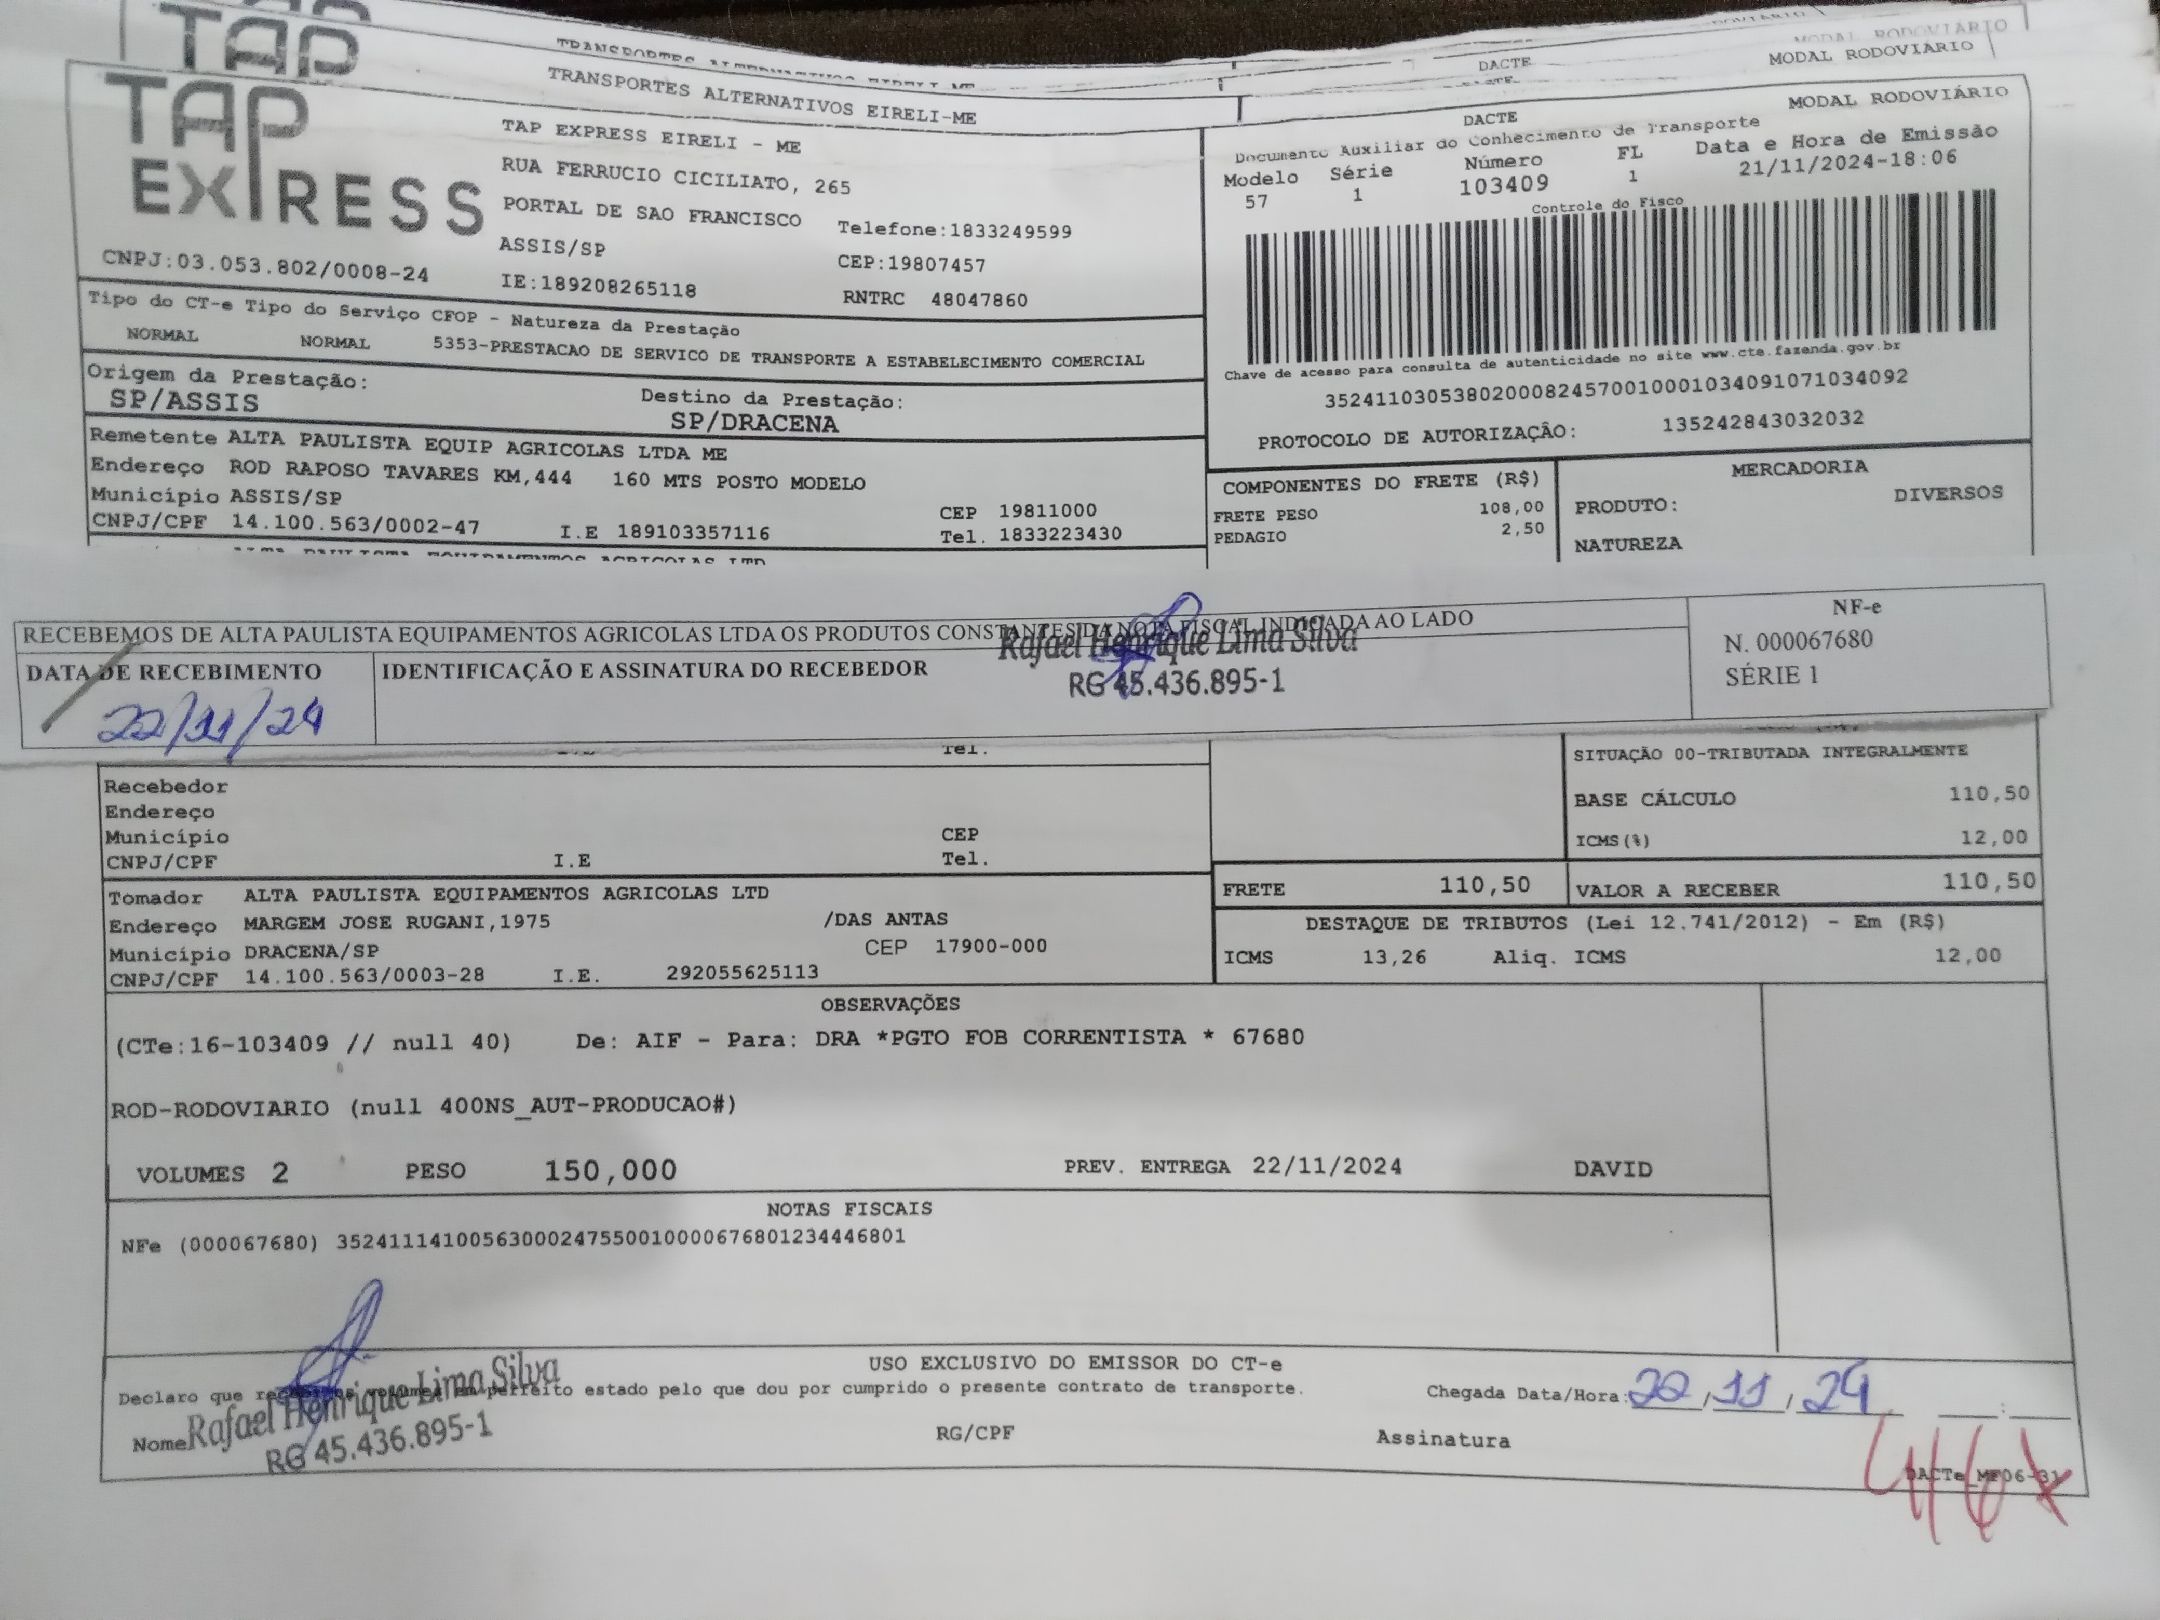 TAP
TRANSPORTES ALTERNATIVOS EIRELI-ME
DACTE
MODAL RODOVIARIO
TAP EXPRESS
TRANSPORTES ALTERNATIVOS EIRELI-ME
TAP EXPRESS EIRELI - ME
RUA FERRUCIO CICILIATO, 265
PORTAL DE SAO FRANCISCO Telefone:1833249599
ASSIS/SP CEP:19807457
CNPJ:03.053.802/0008-24 IE:189208265118 RNTRC 48047860
DACTE MODAL RODOVIÁRIO
Documento Auxiliar do Conhecimento de Transporte
Modelo Série Número FL Data e Hora de Emissão
57 1 103409 1 21/11/2024-18:06
Controle do Fisco
Chave de acesso para consulta de autenticidade no site www.cte.fazenda.gov.br
35241103053802000824570010001034091071034092
PROTOCOLO DE AUTORIZAÇÃO: 135242843032032
Tipo do CT-e Tipo do Serviço CFOP - Natureza da Prestação
NORMAL NORMAL 5353-PRESTACAO DE SERVICO DE TRANSPORTE A ESTABELECIMENTO COMERCIAL
Origem da Prestação: Destino da Prestação:
SP/ASSIS SP/DRACENA
Remetente ALTA PAULISTA EQUIP AGRICOLAS LTDA ME
Endereço ROD RAPOSO TAVARES KM,444 160 MTS POSTO MODELO
Município ASSIS/SP CEP 19811000
CNPJ/CPF 14.100.563/0002-47 I.E 189103357116 Tel. 1833223430
COMPONENTES DO FRETE (R$)
FRETE PESO 108,00
PEDAGIO 2,50
MERCADORIA
PRODUTO: DIVERSOS
NATUREZA
ALTA PAULISTA EQUIPAMENTOS AGRICOLAS LTD
RECEBEMOS DE ALTA PAULISTA EQUIPAMENTOS AGRICOLAS LTDA OS PRODUTOS CONSTANTES DA NOTA FISCAL INDICADA AO LADO
DATA DE RECEBIMENTO IDENTIFICAÇÃO E ASSINATURA DO RECEBEDOR
Rafael Henrique Lima Silva
RG 45.436.895-1
22/11/24
NF-e
N. 000067680
SÉRIE 1
Tel.
Recebedor
Endereço
Município CEP
CNPJ/CPF I.E Tel.
SITUAÇÃO 00-TRIBUTADA INTEGRALMENTE
BASE CÁLCULO 110,50
ICMS(%) 12,00
FRETE 110,50 VALOR A RECEBER 110,50
Tomador ALTA PAULISTA EQUIPAMENTOS AGRICOLAS LTD
Endereço MARGEM JOSE RUGANI,1975 /DAS ANTAS
Município DRACENA/SP CEP 17900-000
CNPJ/CPF 14.100.563/0003-28 I.E. 292055625113
DESTAQUE DE TRIBUTOS (Lei 12.741/2012) - Em (R$)
ICMS 13,26 Aliq. ICMS 12,00
OBSERVAÇÕES
(CTe:16-103409 // null 40) De: AIF - Para: DRA *PGTO FOB CORRENTISTA * 67680
ROD-RODOVIARIO (null 400NS_AUT-PRODUCAO#)
VOLUMES 2 PESO 150,000 PREV. ENTREGA 22/11/2024 DAVID
NOTAS FISCAIS
NFe (000067680) 35241114100563000247550010000676801234446801
USO EXCLUSIVO DO EMISSOR DO CT-e
Declaro que recebi os volumes em perfeito estado pelo que dou por cumprido o presente contrato de transporte. Chegada Data/Hora: 22/11/24
Nome Rafael Henrique Lima Silva RG/CPF Assinatura
RG 45.436.895-1
DACTe_MF06-31